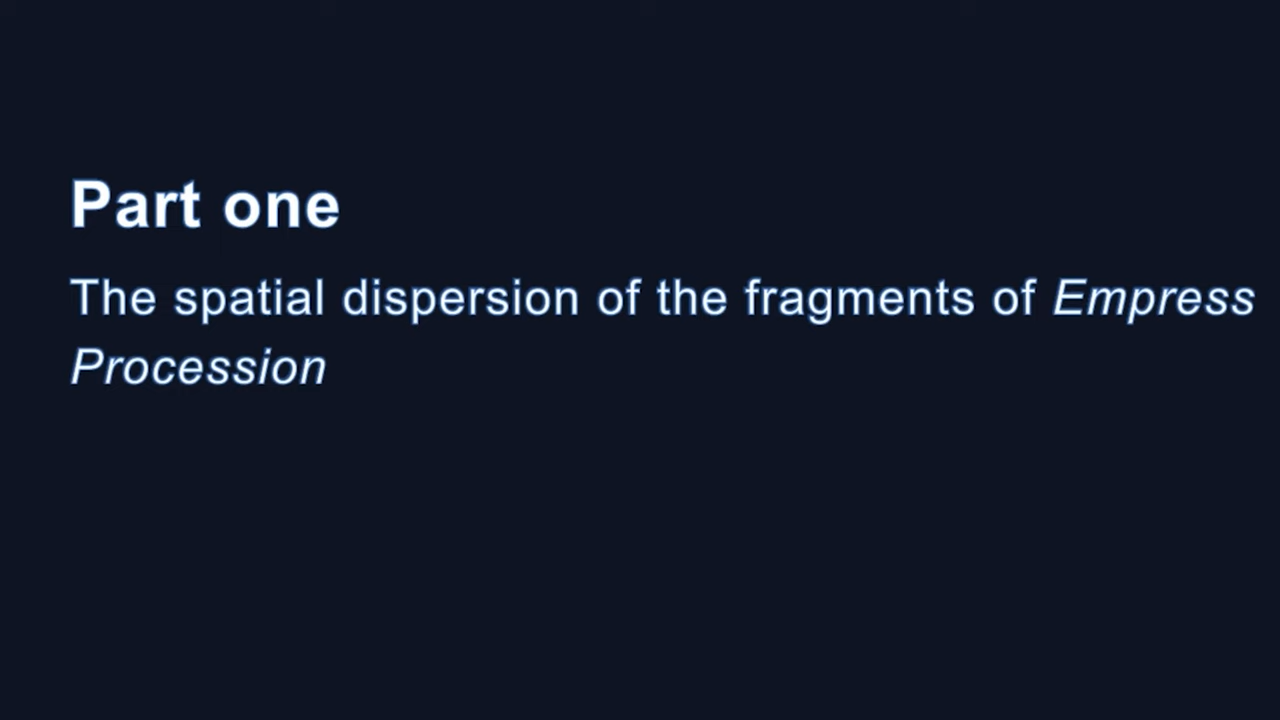 Part one
The spatial dispersion of the fragments of Empress
Procession